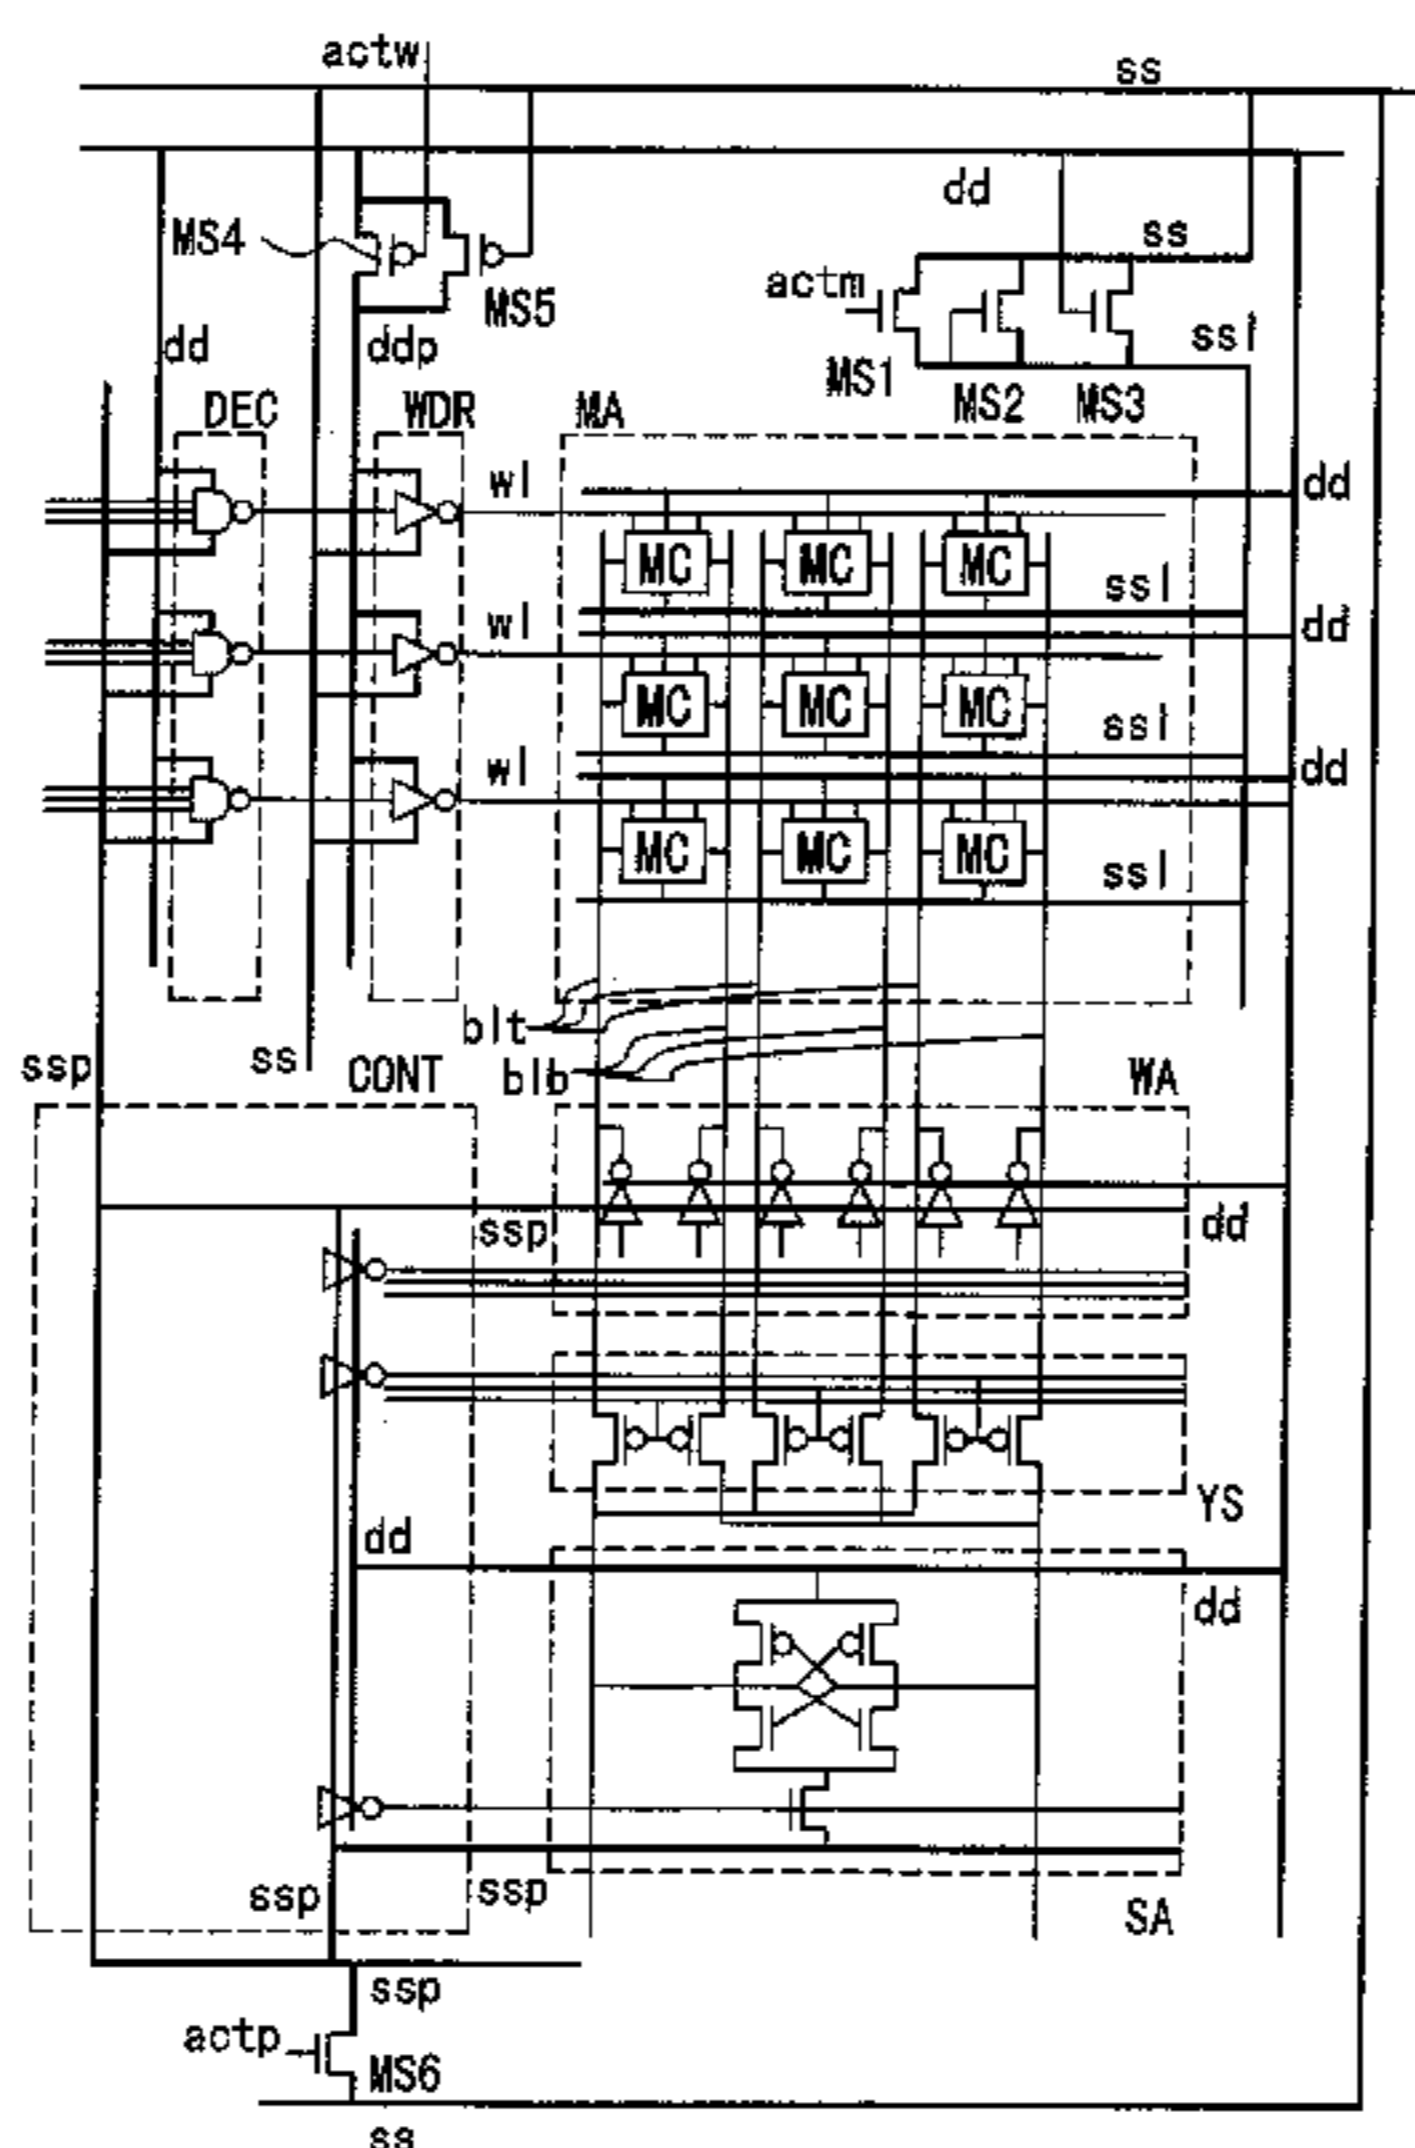 actw
ss
dd
MS4
ss
actm
MS5
ssl
dd
ddp
MS1
MS2
MS3
DEC
WDR
MA
wl
dd
MC MC MC
ssl
wl
dd
MC MC MC
ssl
wl
dd
MC MC MC
ssl
blt
ssp
ss
CONT
blb
WA
ssp
dd
YS
dd
dd
ssp
ssp
SA
ssp
actp
MS6
ss